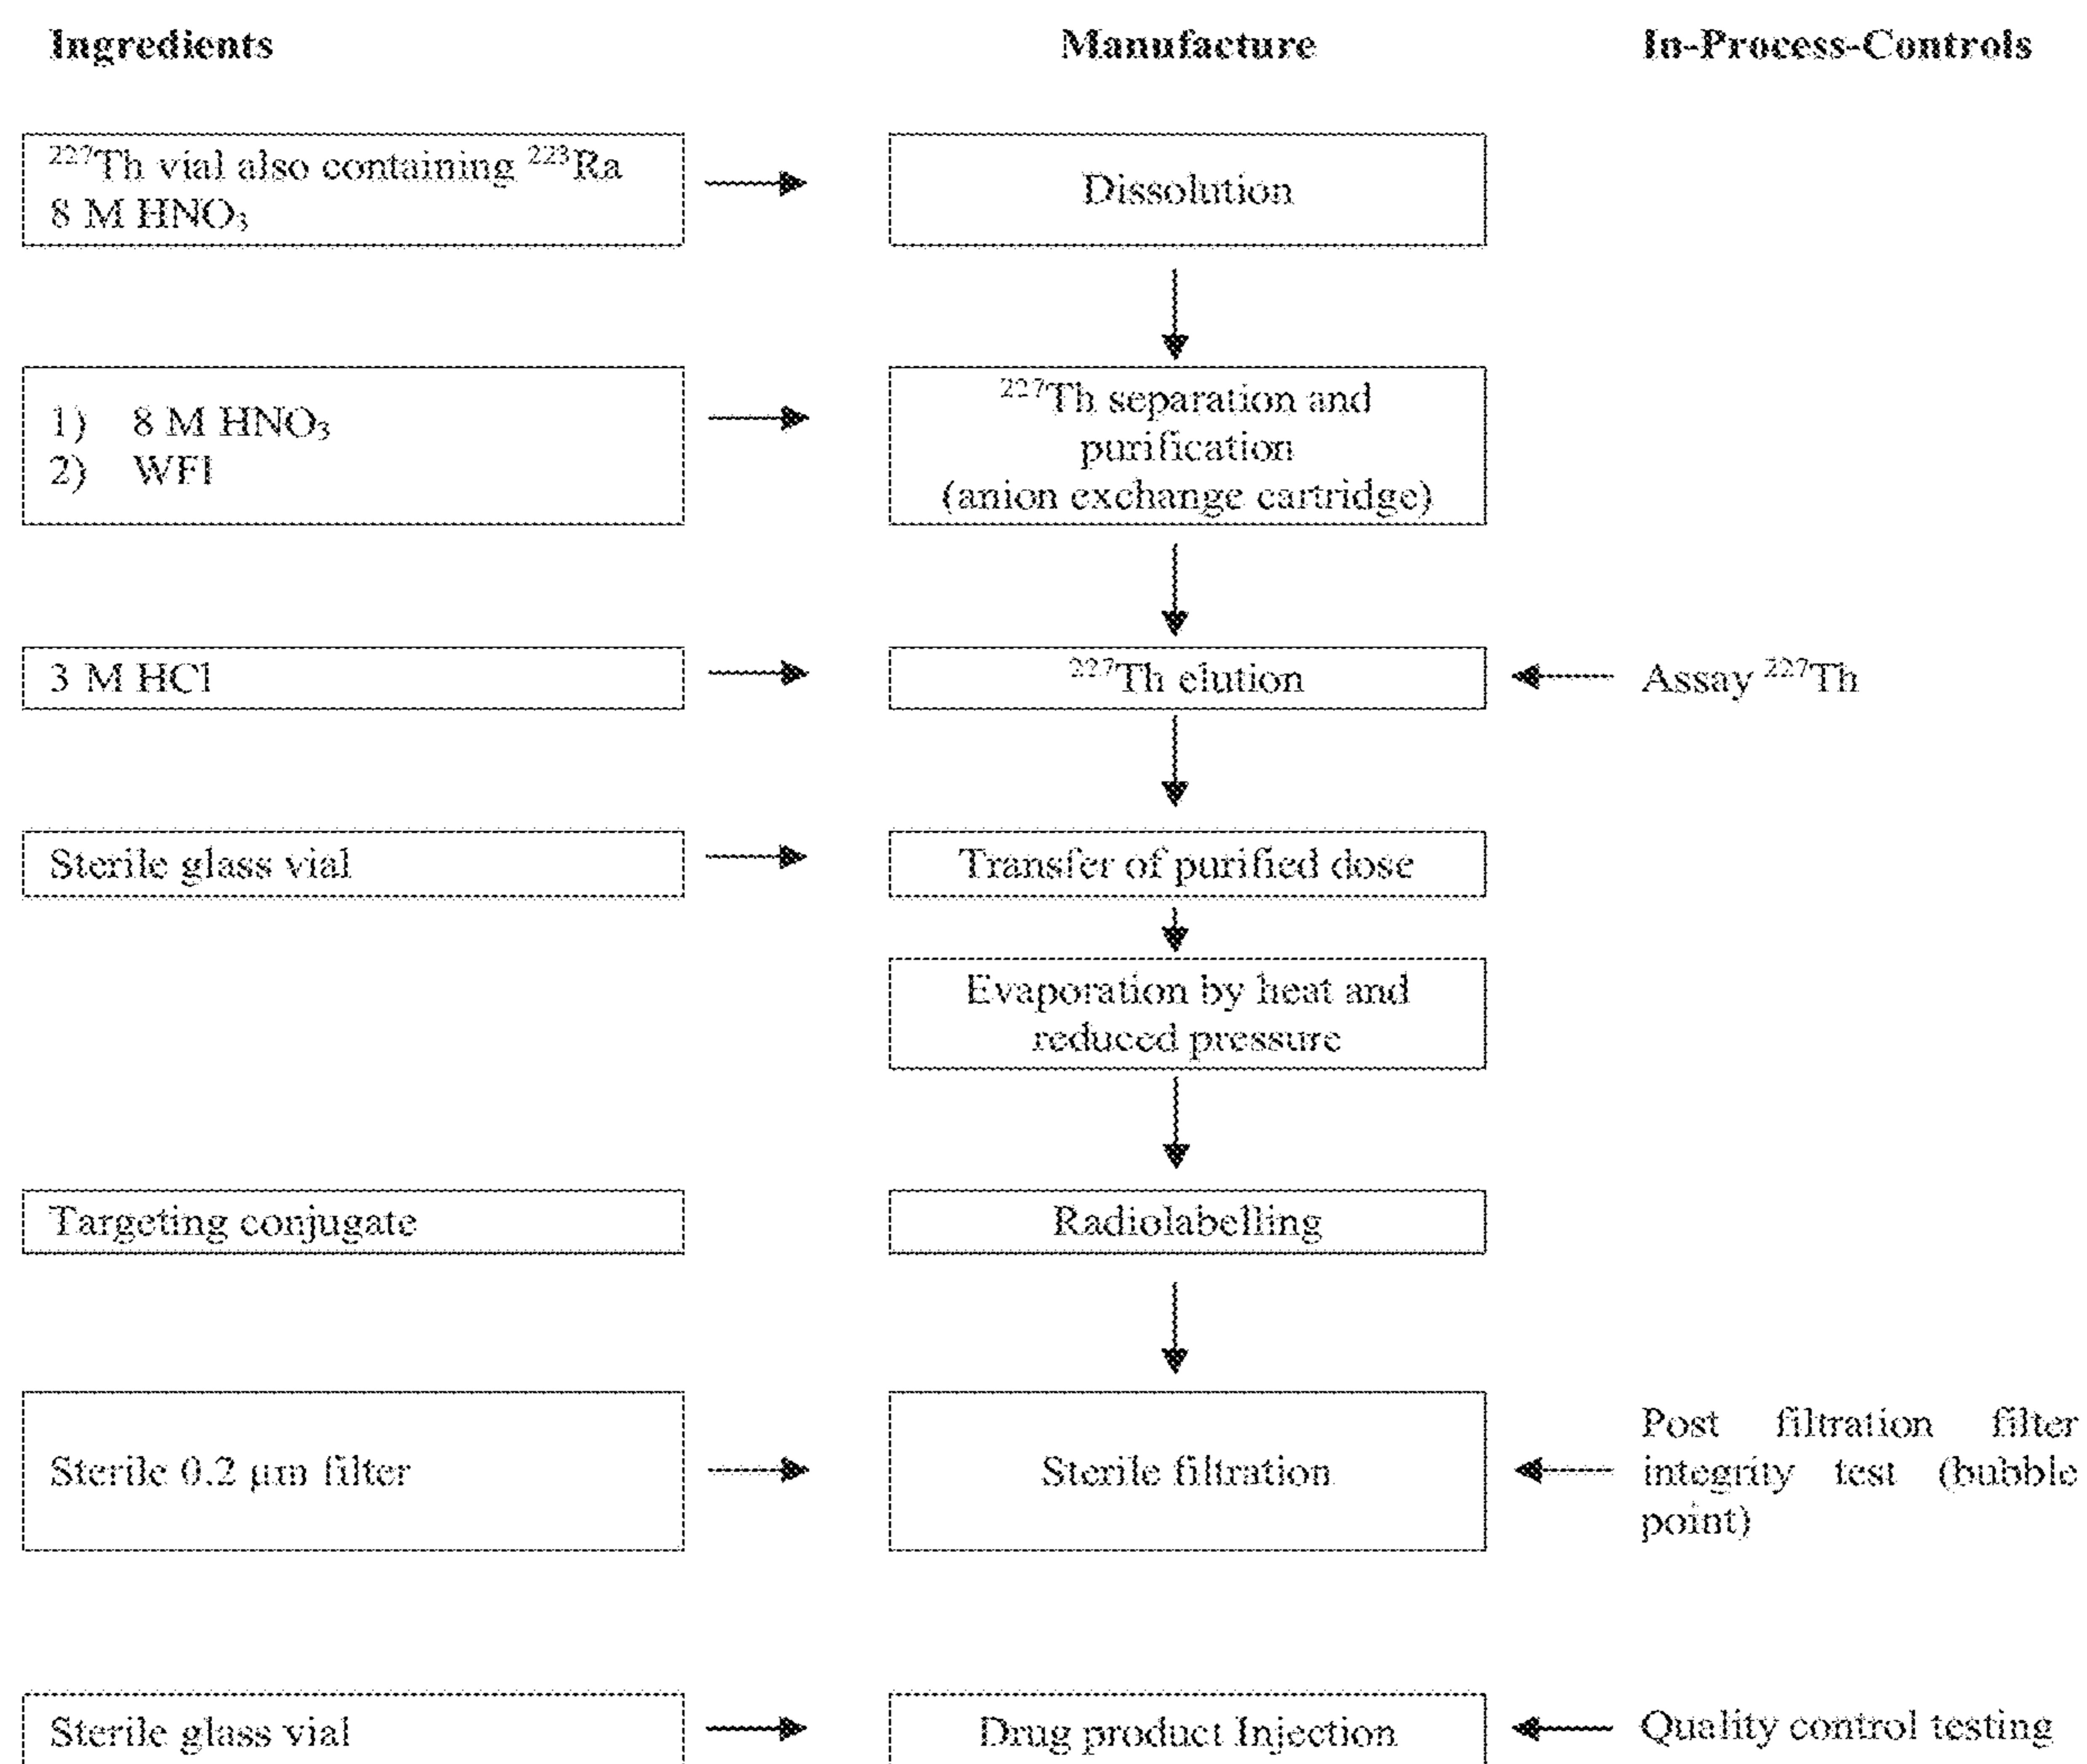 Ingredients
Manufacture
In-Process-Controls
²²⁷Th vial also containing ²²³Ra
8 M HNO₃
Dissolution
1) 8 M HNO₃
2) WFI
²²⁷Th separation and
purification
(anion exchange cartridge)
3 M HCl
²²⁷Th elution
Assay ²²⁷Th
Sterile glass vial
Transfer of purified dose
Evaporation by heat and
reduced pressure
Targeting conjugate
Radiolabelling
Sterile 0.2 μm filter
Sterile filtration
Post filtration filter
integrity test (bubble
point)
Sterile glass vial
Drug product Injection
Quality control testing